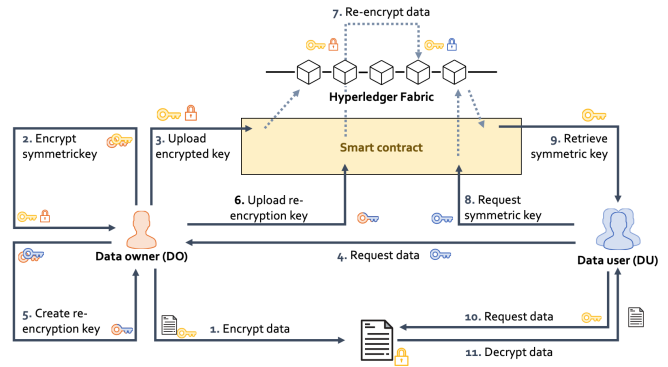 7. Re-encrypt data
Hyperledger Fabric
2. Encrypt
symmetrickey
3. Upload
encrypted key
Smart contract
9. Retrieve
symmetric key
6. Upload re-
encryption key
8. Request
symmetric key
Data owner (DO)
4. Request data
Data user (DU)
5. Create re-
encryption key
1. Encrypt data
10. Request data
11. Decrypt data